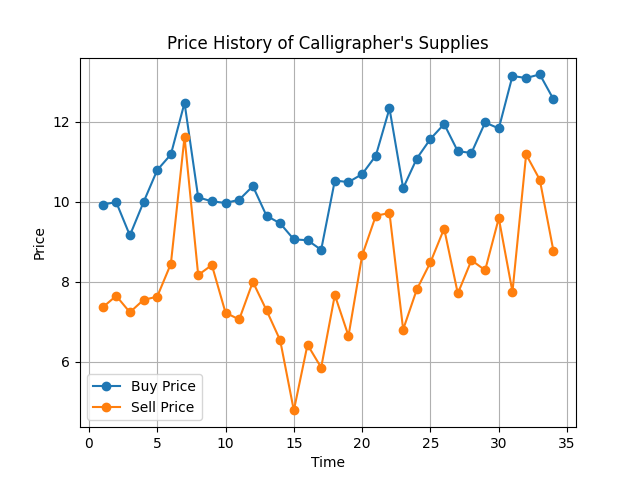 Price History of Calligrapher's Supplies
Price
12
10
8
6
Buy Price
Sell Price
0 5 10 15 20 25 30 35
Time